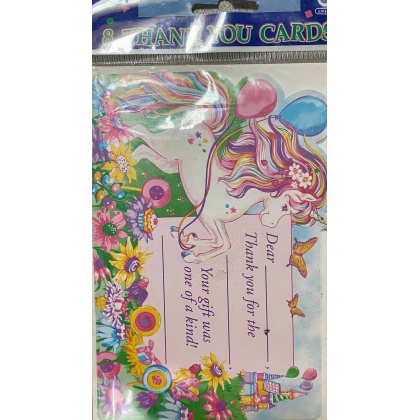 8 THANK YOU CARDS
Dear
Thank you for the
Your gift was
one of a kind!